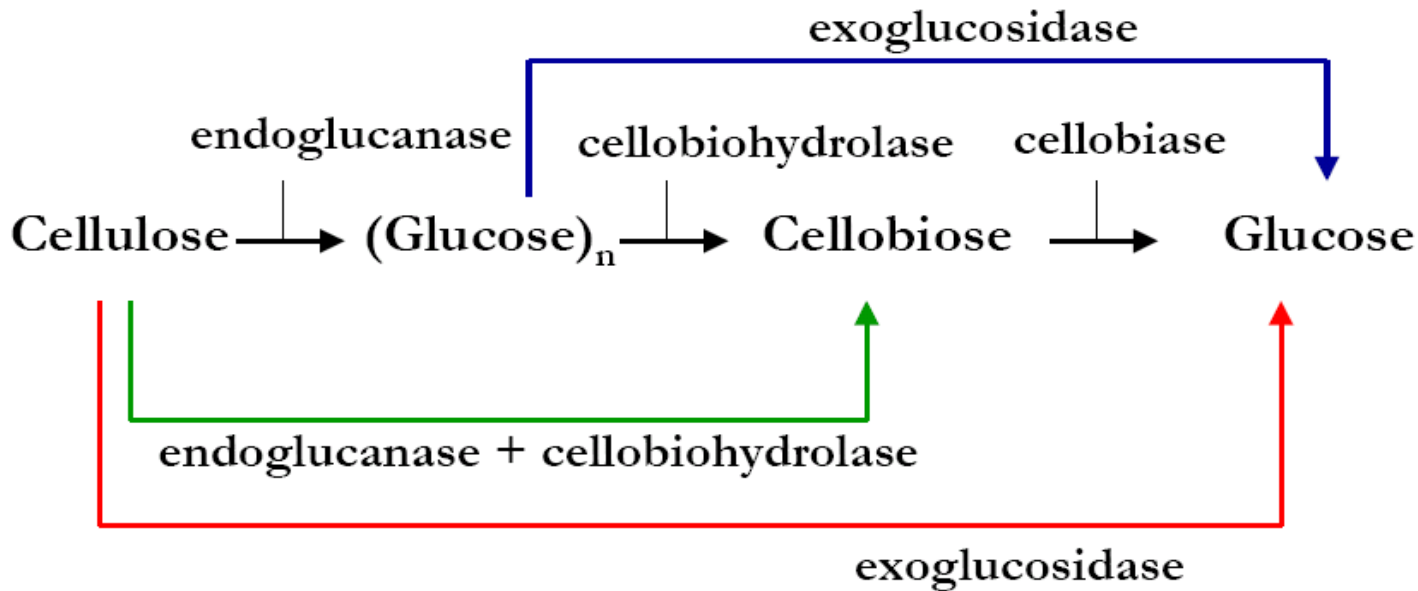 exoglucosidase
endoglucanase
cellobiohydrolase
cellobiase
Cellulose
(Glucose)n
Cellobiose
Glucose
endoglucanase + cellobiohydrolase
exoglucosidase